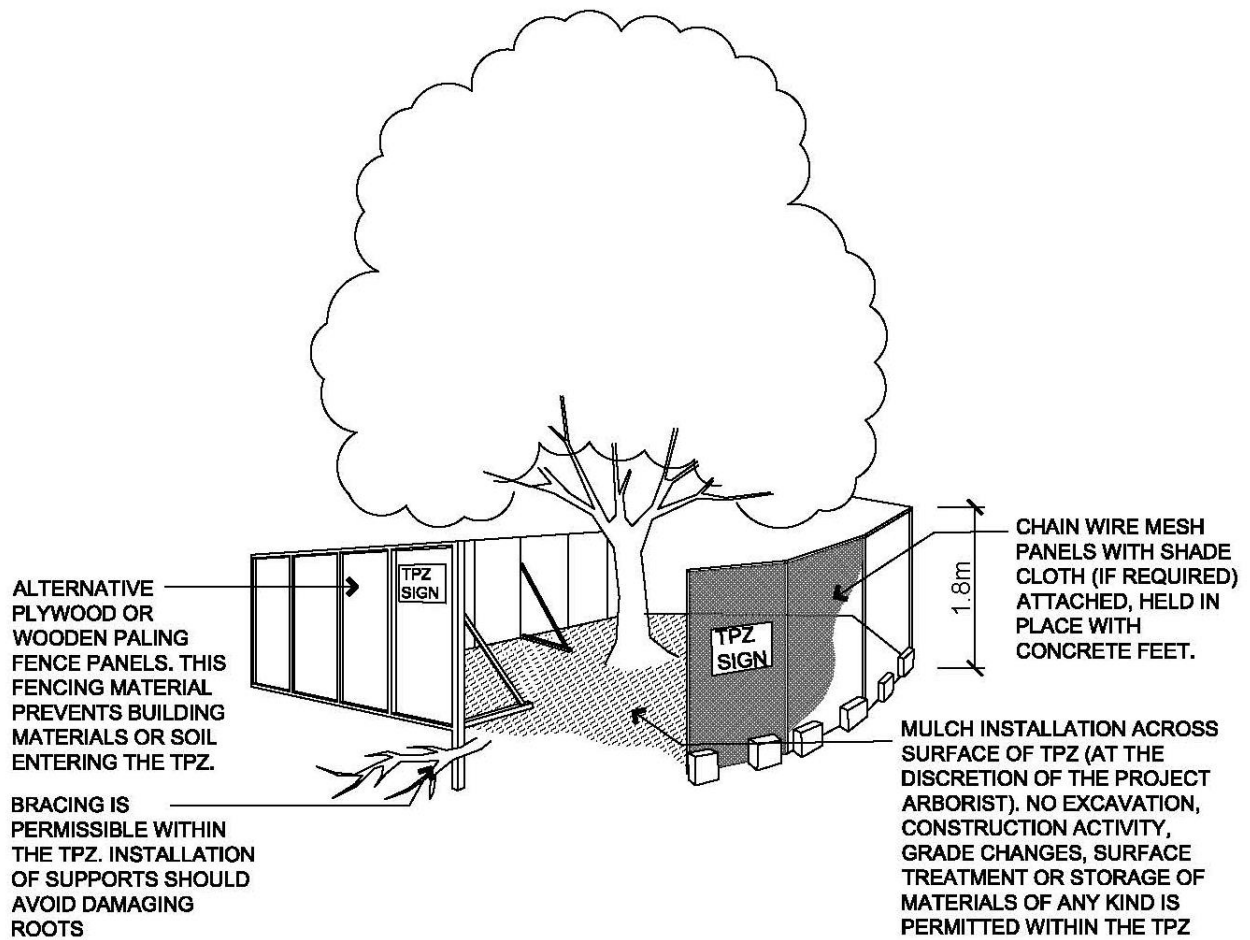 TPZ
SIGN
ALTERNATIVE
PLYWOOD OR
WOODEN PALING
FENCE PANELS. THIS
FENCING MATERIAL
PREVENTS BUILDING
MATERIALS OR SOIL
ENTERING THE TPZ.
BRACING IS
PERMISSIBLE WITHIN
THE TPZ. INSTALLATION
OF SUPPORTS SHOULD
AVOID DAMAGING
ROOTS
TPZ
SIGN
1.8m
CHAIN WIRE MESH
PANELS WITH SHADE
CLOTH (IF REQUIRED)
ATTACHED, HELD IN
PLACE WITH
CONCRETE FEET.
MULCH INSTALLATION ACROSS
SURFACE OF TPZ (AT THE
DISCRETION OF THE PROJECT
ARBORIST). NO EXCAVATION,
CONSTRUCTION ACTIVITY,
GRADE CHANGES, SURFACE
TREATMENT OR STORAGE OF
MATERIALS OF ANY KIND IS
PERMITTED WITHIN THE TPZ